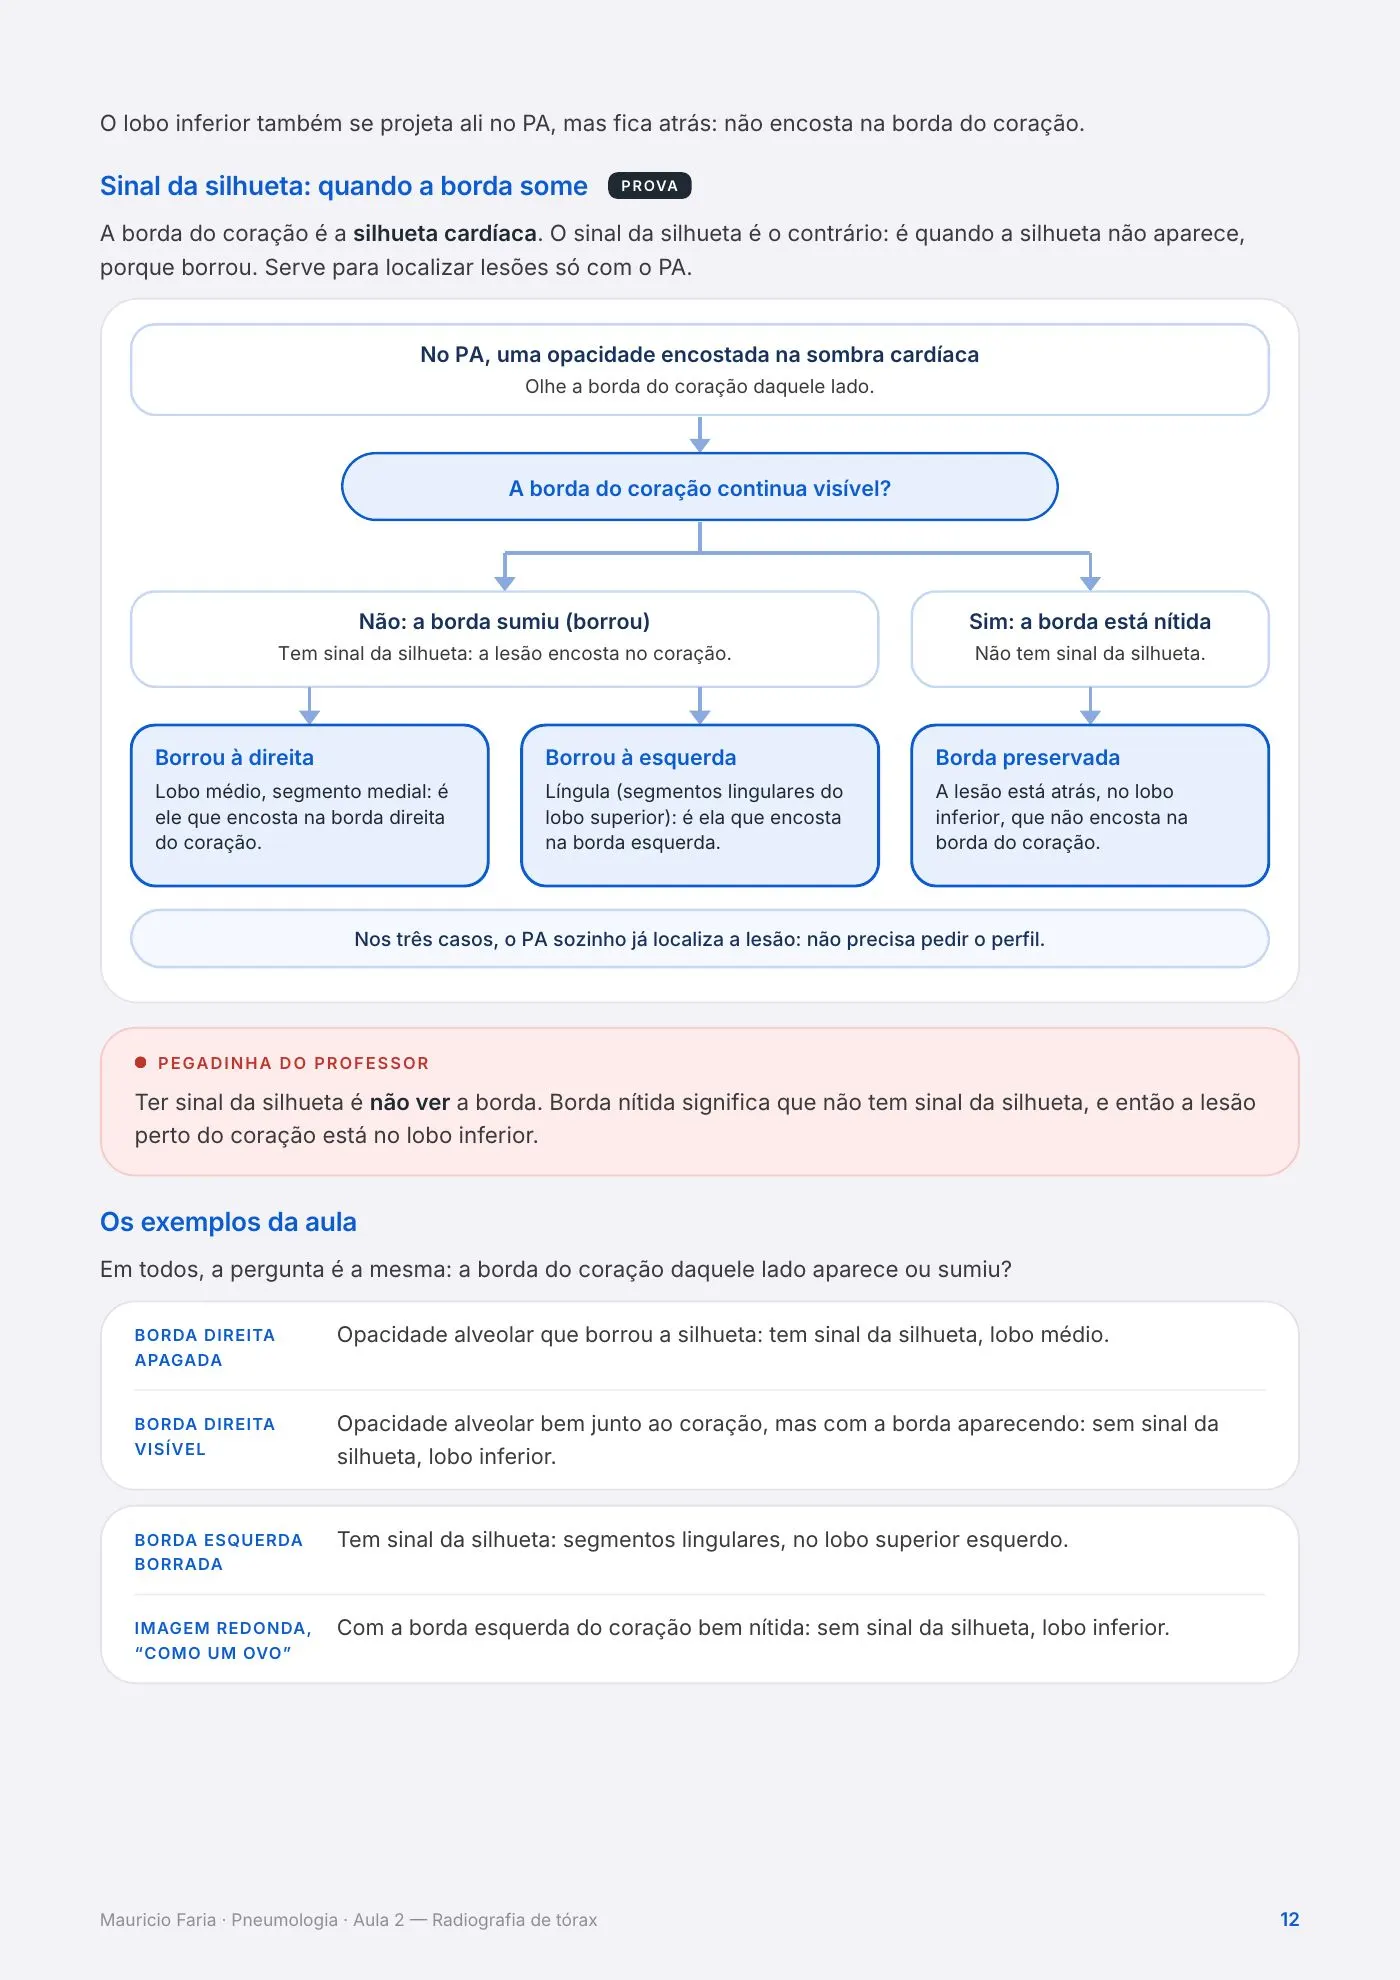 O lobo inferior também se projeta ali no PA, mas fica atrás: não encosta na borda do coração.
Sinal da silhueta: quando a borda some PROVA
A borda do coração é a silhueta cardíaca. O sinal da silhueta é o contrário: é quando a silhueta não aparece,
porque borrou. Serve para localizar lesões só com o PA.
No PA, uma opacidade encostada na sombra cardíaca
Olhe a borda do coração daquele lado.
A borda do coração continua visível?
Não: a borda sumiu (borrou)
Tem sinal da silhueta: a lesão encosta no coração.
Sim: a borda está nítida
Não tem sinal da silhueta.
Borrou à direita
Lobo médio, segmento medial: é
ele que encosta na borda direita
do coração.
Borrou à esquerda
Língula (segmentos lingulares do
lobo superior): é ela que encosta
na borda esquerda.
Borda preservada
A lesão está atrás, no lobo
inferior, que não encosta na
borda do coração.
Nos três casos, o PA sozinho já localiza a lesão: não precisa pedir o perfil.
PEGADINHA DO PROFESSOR
Ter sinal da silhueta é não ver a borda. Borda nítida significa que não tem sinal da silhueta, e então a lesão
perto do coração está no lobo inferior.
Os exemplos da aula
Em todos, a pergunta é a mesma: a borda do coração daquele lado aparece ou sumiu?
BORDA DIREITA
APAGADA
Opacidade alveolar que borrou a silhueta: tem sinal da silhueta, lobo médio.
BORDA DIREITA
VISÍVEL
Opacidade alveolar bem junto ao coração, mas com a borda aparecendo: sem sinal da
silhueta, lobo inferior.
BORDA ESQUERDA
BORRADA
Tem sinal da silhueta: segmentos lingulares, no lobo superior esquerdo.
IMAGEM REDONDA,
“COMO UM OVO”
Com a borda esquerda do coração bem nítida: sem sinal da silhueta, lobo inferior.
Mauricio Faria · Pneumologia · Aula 2 — Radiografia de tórax
12